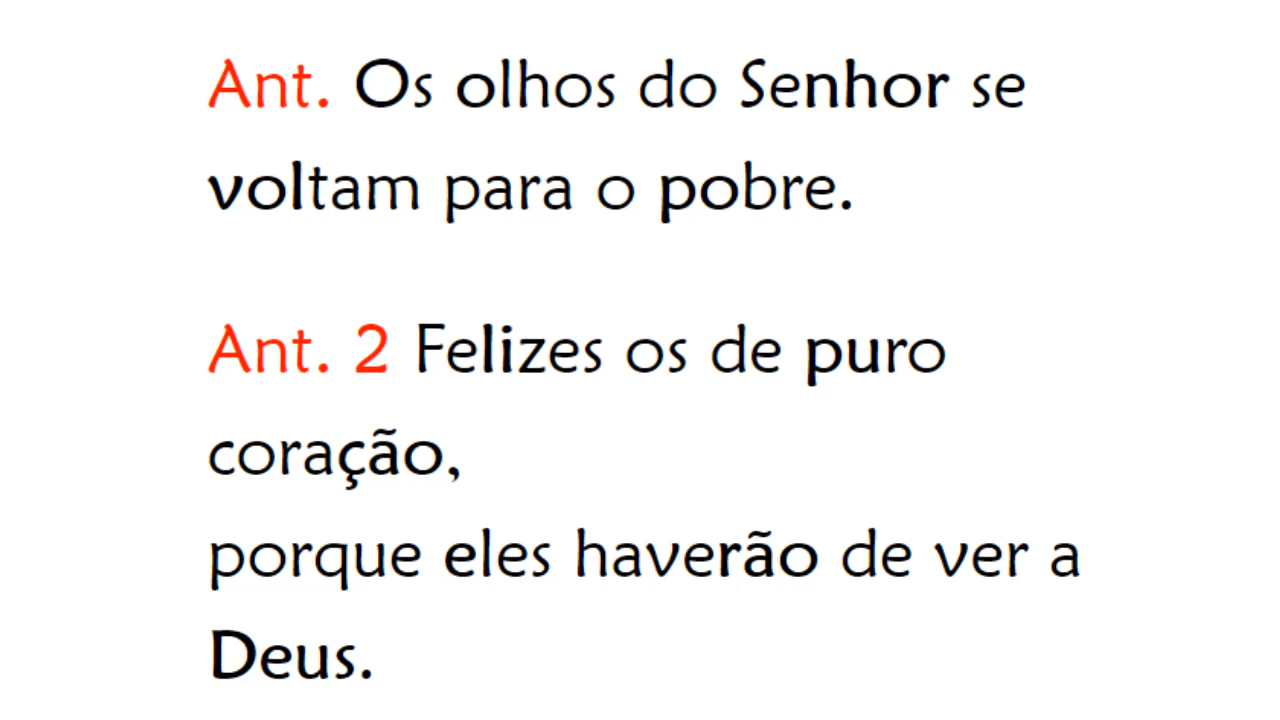 Ant. Os olhos do Senhor se
voltam para o pobre.
Ant. 2 Felizes os de puro
coração,
porque eles haverão de ver a
Deus.